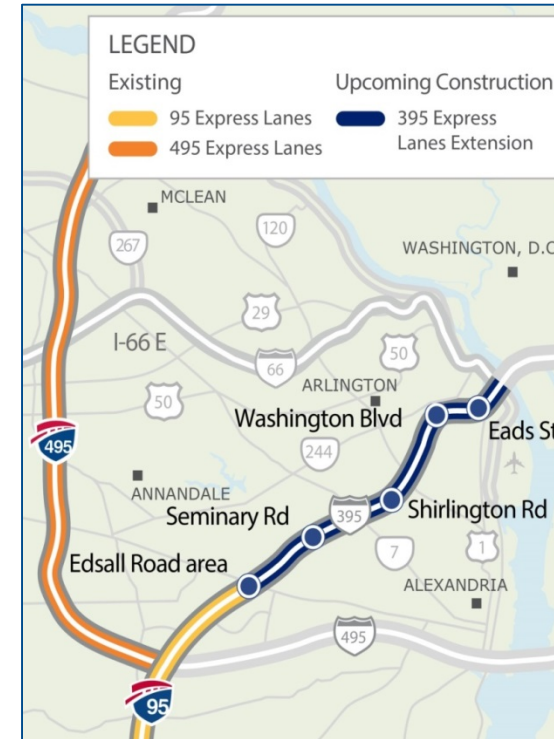 LEGEND
Existing
95 Express Lanes
495 Express Lanes
Upcoming Construction
395 Express
Lanes Extension
MCLEAN
267
120
WASHINGTON, D.C
29
I-66 E
66
50
50
ARLINGTON
Washington Blvd
Eads St
495
244
ANNANDALE
Seminary Rd
395
Shirlington Rd
7
1
Edsall Road area
ALEXANDRIA
495
95